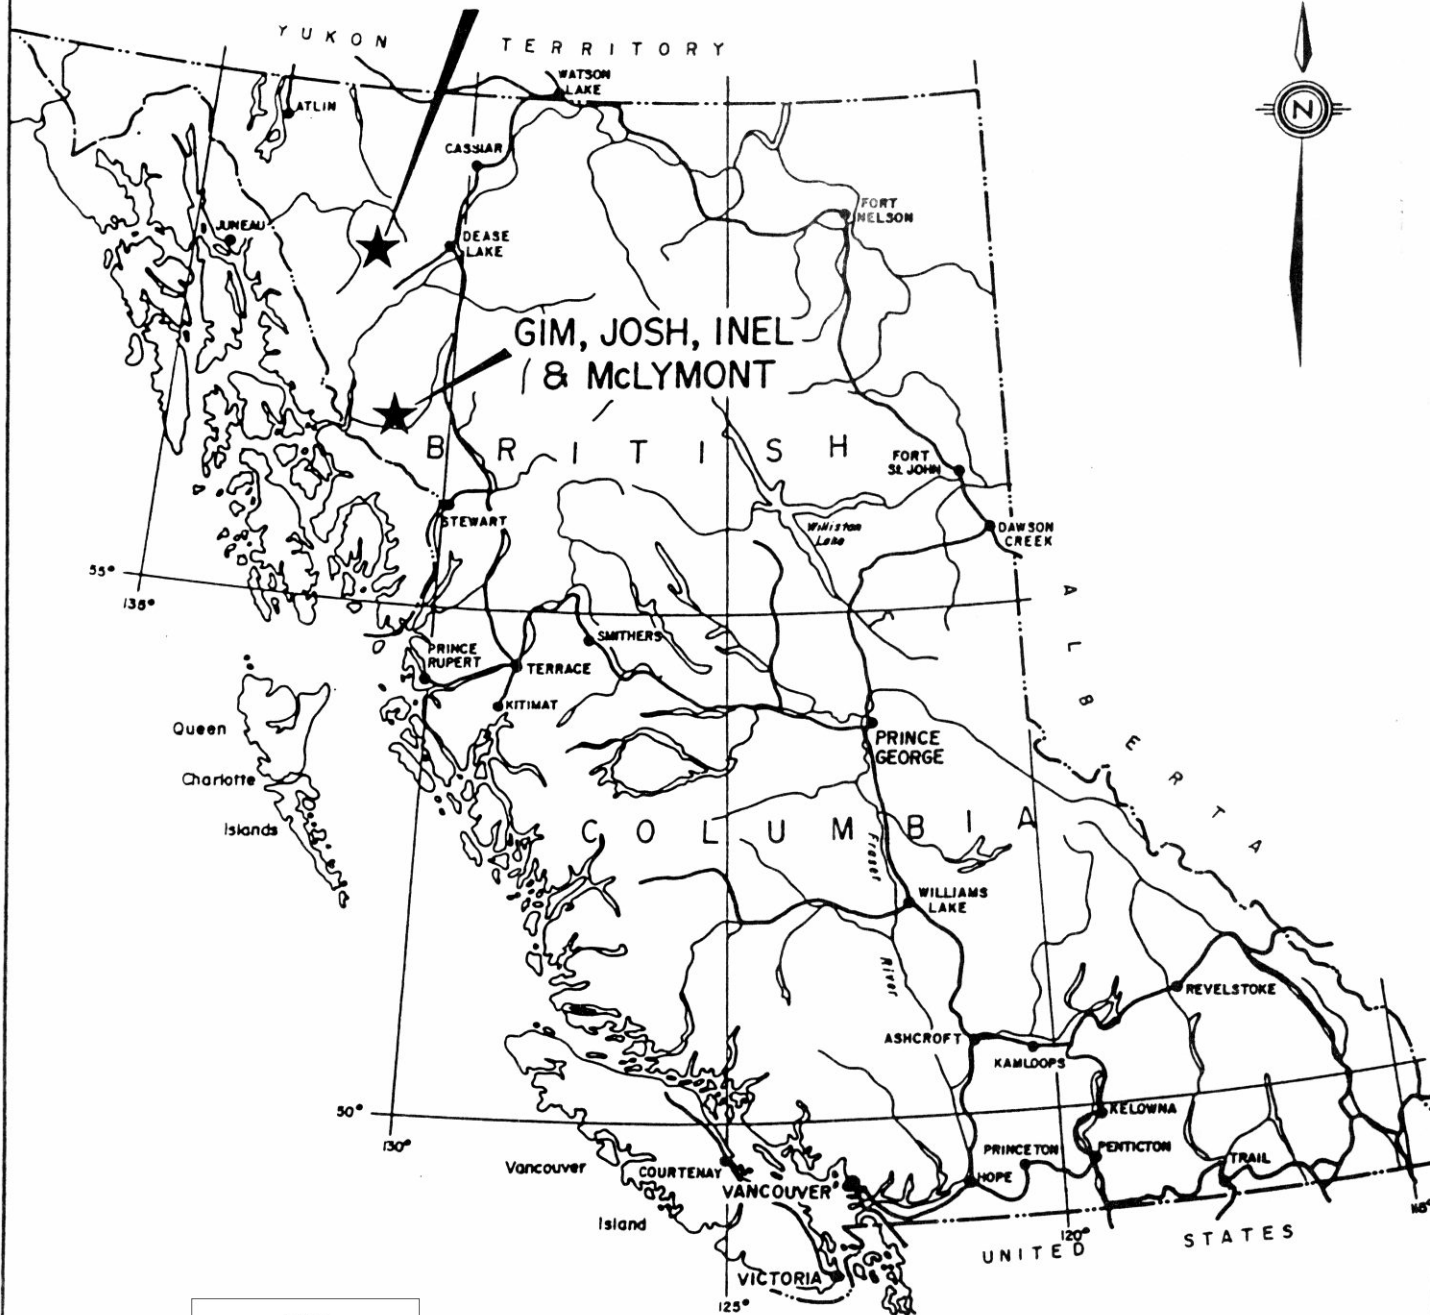 YUKON TERRITORY
N
WATSON
LAKE
ATLIN
CASSIAR
FORT
NELSON
JUNEAU
DEASE
LAKE
GIM, JOSH, INEL
& McLYMONT
BRITISH
FORT
St. JOHN
STEWART
Williston
Lake
DAWSON
CREEK
55°
135°
ALBERTA
SMITHERS
PRINCE
RUPERT
TERRACE
KITIMAT
Queen
Charlotte
Islands
PRINCE
GEORGE
COLUMBIA
Fraser
River
WILLIAMS
LAKE
REVELSTOKE
ASHCROFT
KAMLOOPS
50°
130°
KELOWNA
Vancouver
Island
COURTENAY
PRINCETON
PENTICTON
TRAIL
VANCOUVER
HOPE
115°
120°
UNITED STATES
VICTORIA
125°